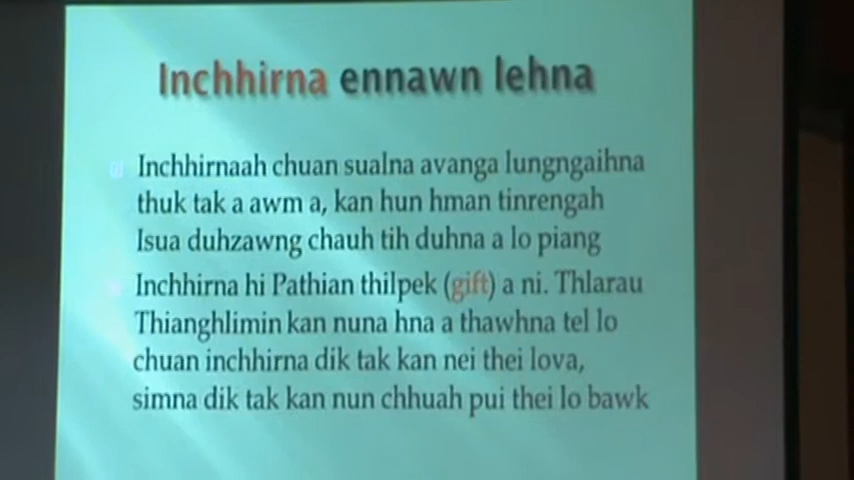 Inchhirna ennawn lehna
Inchhirnaah chuan sualna avanga lungngaihna
thuk tak a awm a, kan hun hman tinrengah
Isua duhzawng chauh tih duhna a lo piang
Inchhirna hi Pathian thilpek (gift) a ni. Thlarau
Thianghlimin kan nuna hna a thawhna tel lo
chuan inchhirna dik tak kan nei thei lova,
simna dik tak kan nun chhuah pui thei lo bawk